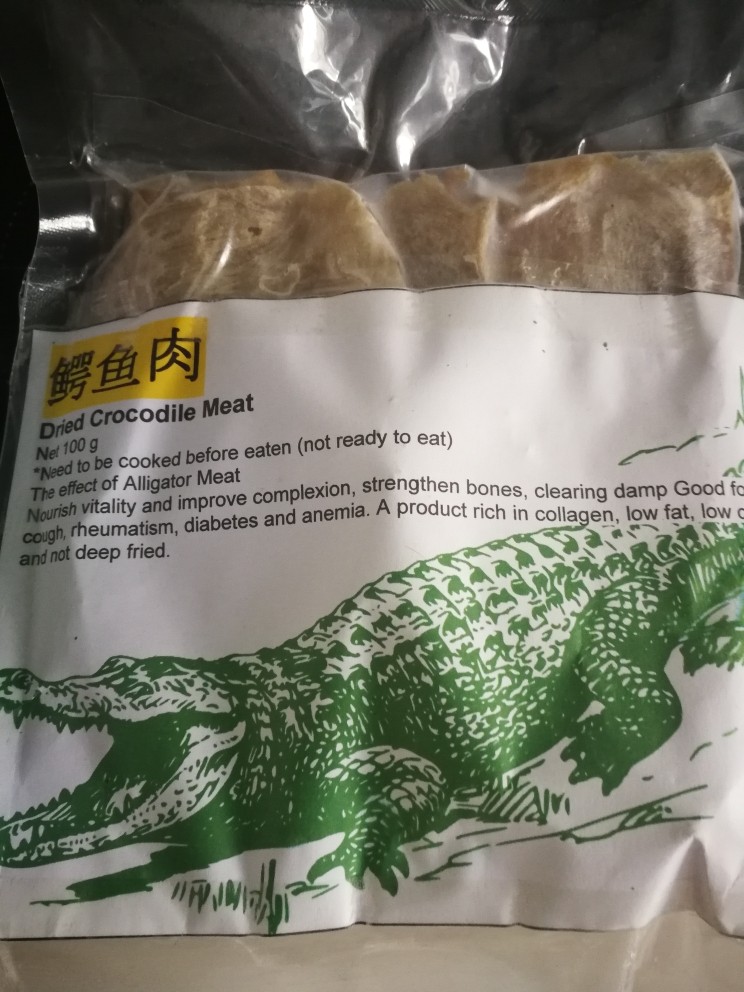 鳄鱼肉
Dried Crocodile Meat
Net 100 g
*Need to be cooked before eaten (not ready to eat)
The effect of Alligator Meat
Nourish vitality and improve complexion, strengthen bones, clearing damp Good
cough, rheumatism, diabetes and anemia. A product rich in collagen, low fat, low
and not deep fried.